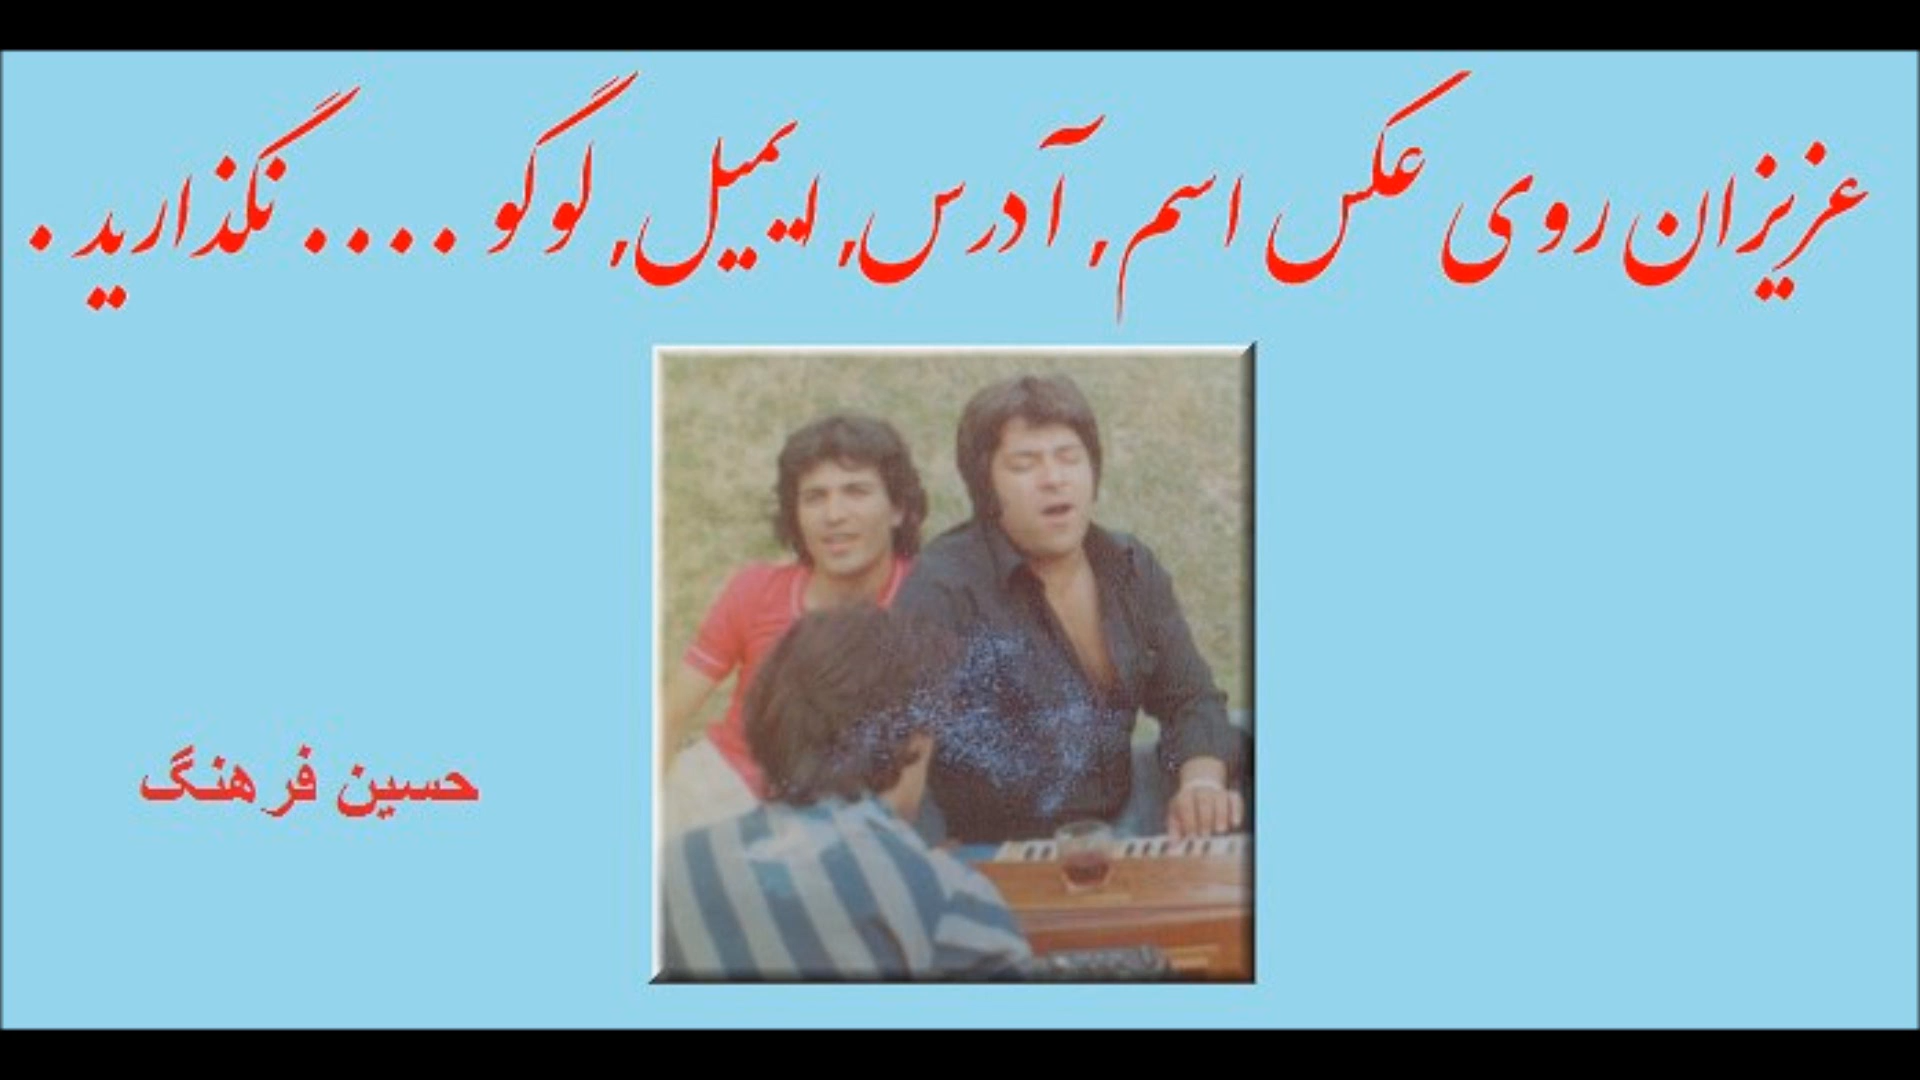 عزیزان روی عکس اسم, آدرس, ایمیل, لوگو .... نگذارید .
حسین فرهنگ